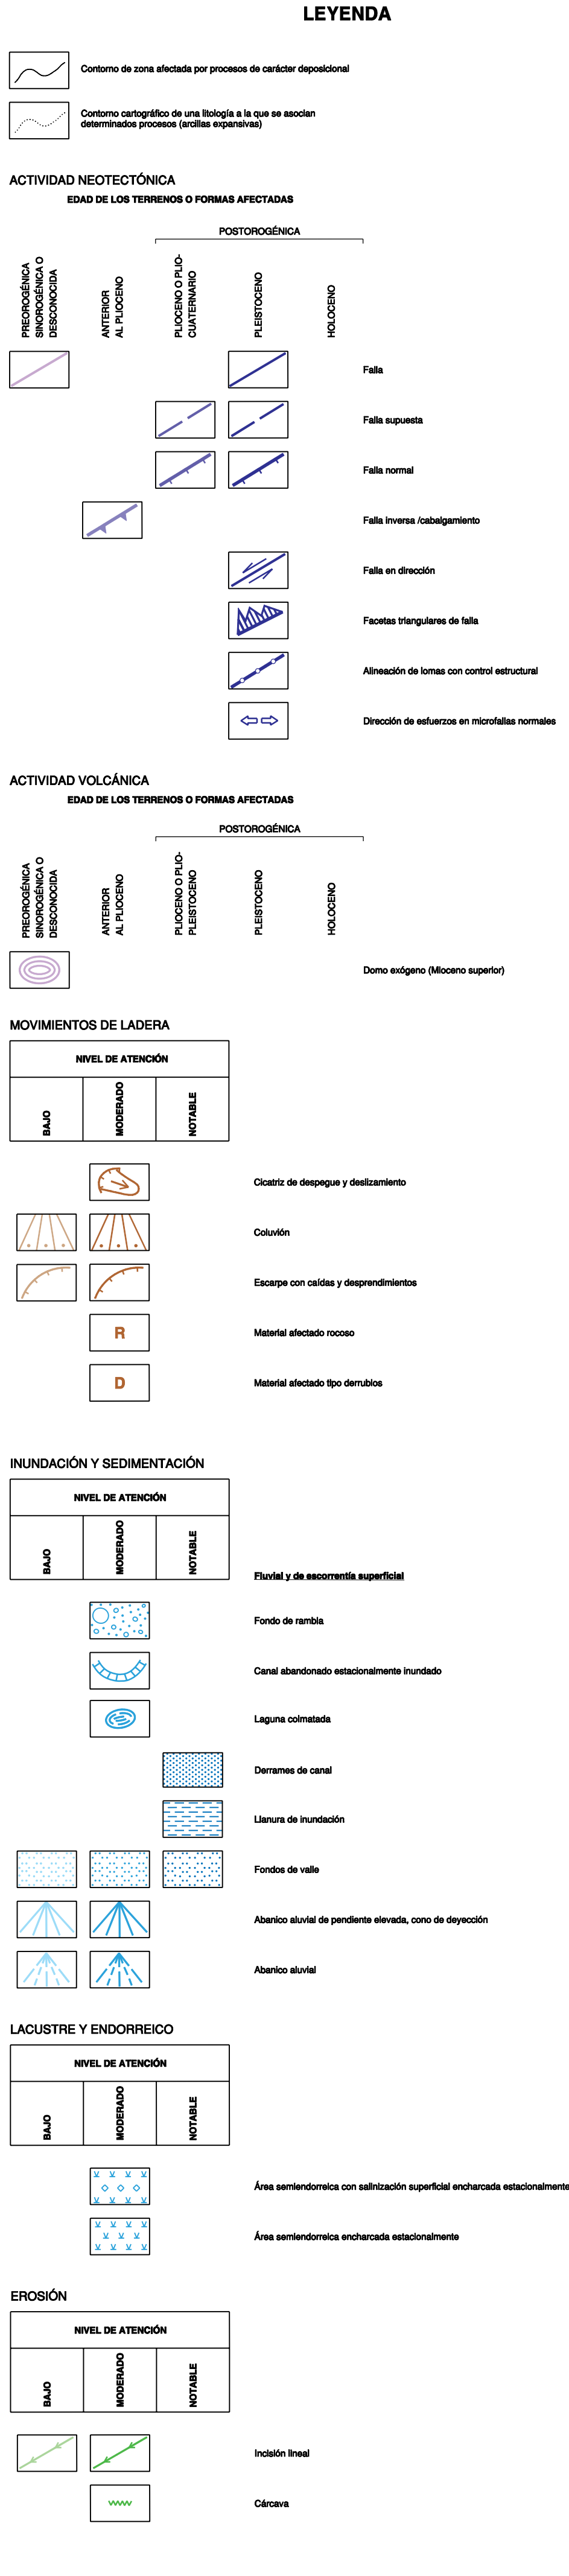 LEYENDA
Contorno de zona afectada por procesos de carácter deposicional
Contorno cartográfico de una litología a la que se asocian
determinados procesos (arcillas expansivas)
ACTIVIDAD NEOTECTÓNICA
EDAD DE LOS TERRENOS O FORMAS AFECTADAS
POSTOROGÉNICA
PREOROGÉNICA
SINOROGÉNICA O
DESCONOCIDA
ANTERIOR
AL PLIOCENO
PLIOCENO O PLIO-
CUATERNARIO
PLEISTOCENO
HOLOCENO
Falla
Falla supuesta
Falla normal
Falla inversa /cabalgamiento
Falla en dirección
Facetas triangulares de falla
Alineación de lomas con control estructural
Dirección de esfuerzos en microfallas normales
ACTIVIDAD VOLCÁNICA
EDAD DE LOS TERRENOS O FORMAS AFECTADAS
POSTOROGÉNICA
PREOROGÉNICA
SINOROGÉNICA O
DESCONOCIDA
ANTERIOR
AL PLIOCENO
PLIOCENO O PLIO-
PLEISTOCENO
PLEISTOCENO
HOLOCENO
Domo exógeno (Mioceno superior)
MOVIMIENTOS DE LADERA
NIVEL DE ATENCIÓN
BAJO
MODERADO
NOTABLE
Cicatriz de despegue y deslizamiento
Coluvión
Escarpe con caídas y desprendimientos
R
Material afectado rocoso
D
Material afectado tipo derrubios
INUNDACIÓN Y SEDIMENTACIÓN
NIVEL DE ATENCIÓN
BAJO
MODERADO
NOTABLE
Fluvial y de escorrentía superficial
Fondo de rambla
Canal abandonado estacionalmente inundado
Laguna colmatada
Derrames de canal
Llanura de inundación
Fondos de valle
Abanico aluvial de pendiente elevada, cono de deyección
Abanico aluvial
LACUSTRE Y ENDORREICO
NIVEL DE ATENCIÓN
BAJO
MODERADO
NOTABLE
Área semiendorreica con salinización superficial encharcada estacionalmente
Área semiendorreica encharcada estacionalmente
EROSIÓN
NIVEL DE ATENCIÓN
BAJO
MODERADO
NOTABLE
Incisión lineal
Cárcava